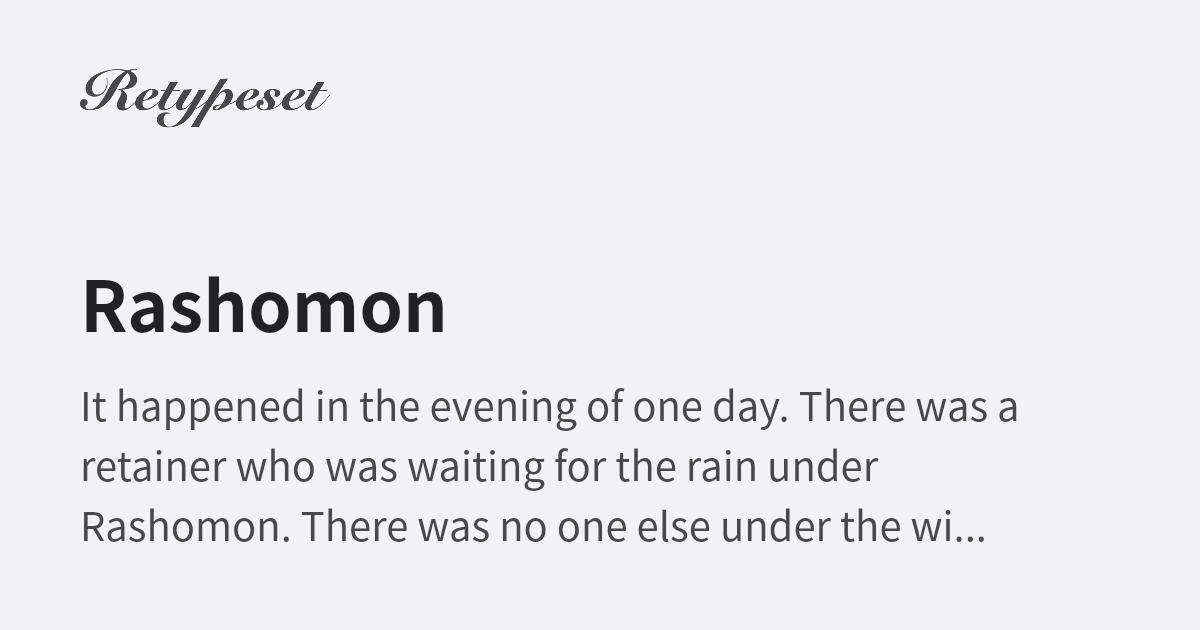 Retypeset
Rashomon
It happened in the evening of one day. There was a
retainer who was waiting for the rain under
Rashomon. There was no one else under the wi...